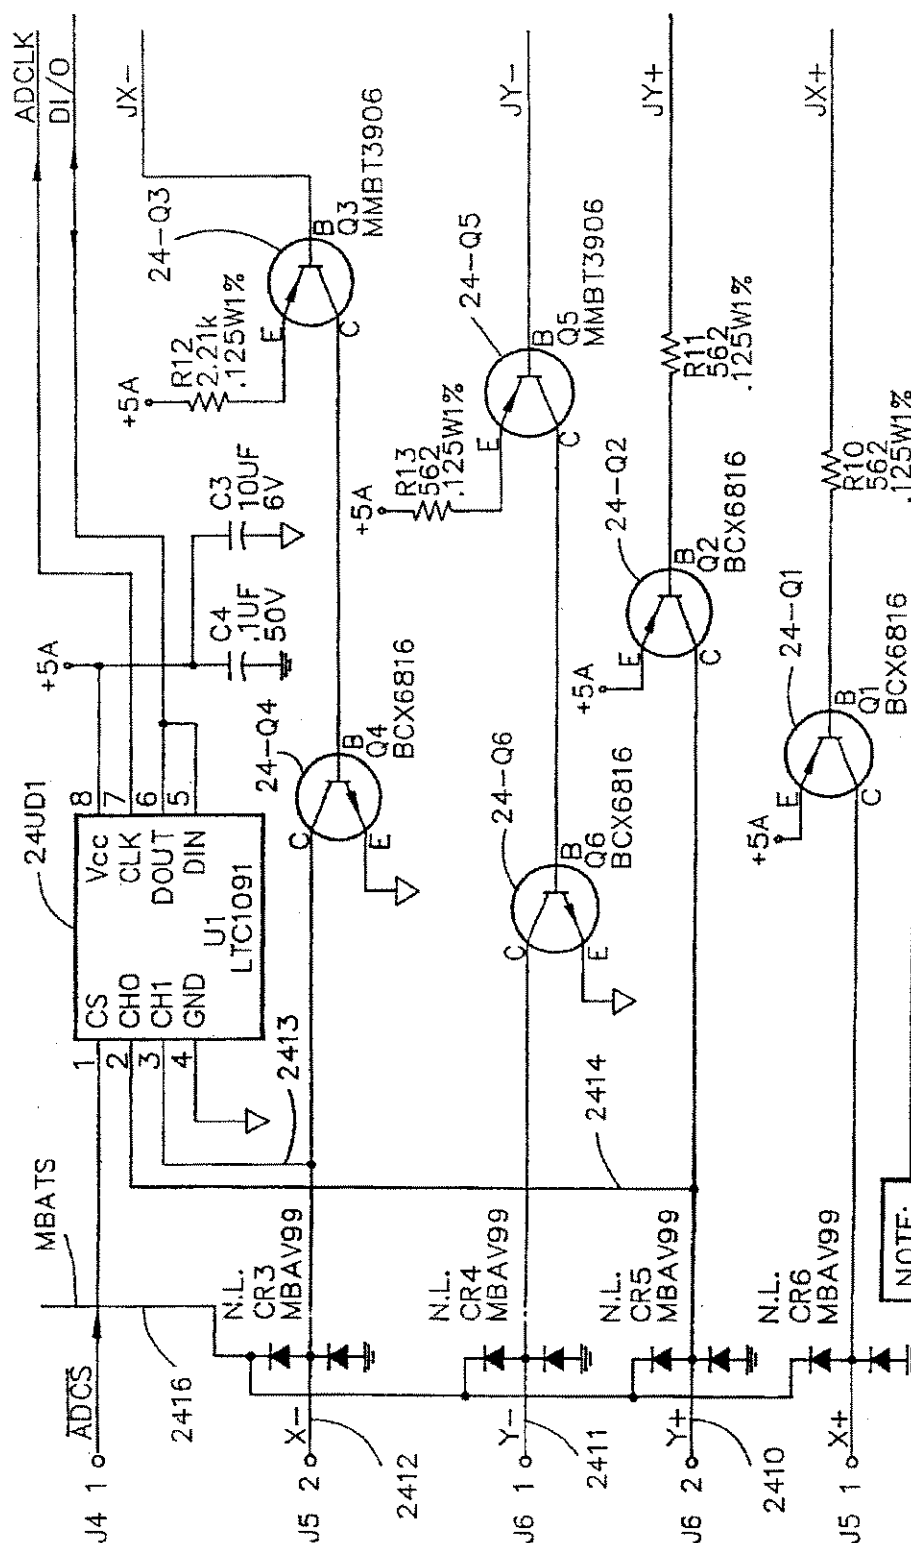 J4 1
ADCS
2416
MBATS
24UD1
1 CS
2 CH0
3 CH1
4 GND
Vcc 8
CLK 7
DOUT 6
DIN 5
U1
LTC1091
+5A
C4
.1UF
50V
C3
10UF
6V
ADCLK
DI/O
J5 2
X-
2412
N.L.
CR3
MBAV99
2413
24-Q4
C
E
B
Q4
BCX6816
+5A
R12
2.21k
.125W1%
24-Q3
E
C
B
Q3
MMBT3906
JX-
J6 1
Y-
2411
N.L.
CR4
MBAV99
2414
24-Q6
C
E
B
Q6
BCX6816
+5A
R13
562
.125W1%
24-Q5
E
C
B
Q5
MMBT3906
JY-
J6 2
Y+
2410
N.L.
CR5
MBAV99
+5A
24-Q2
E
C
B
Q2
BCX6816
R11
562
.125W1%
JY+
J5 1
X+
N.L.
CR6
MBAV99
+5A
24-Q1
E
C
B
Q1
BCX6816
R10
562
.125W1%
JX+
NOTE: